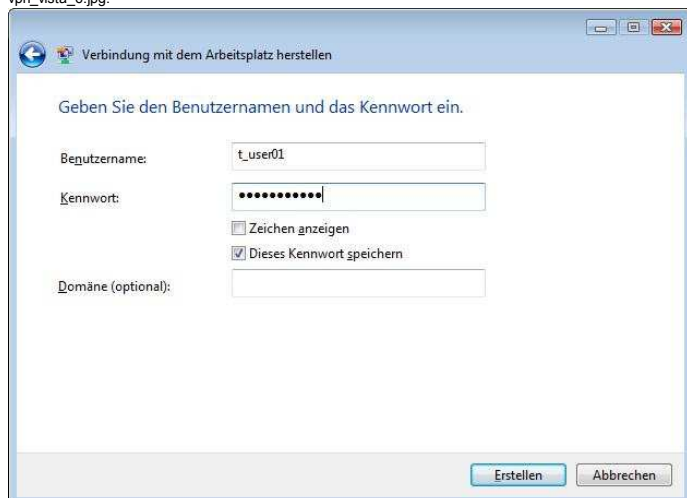 vpn_vista_6.jpg:
Verbindung mit dem Arbeitsplatz herstellen
Geben Sie den Benutzernamen und das Kennwort ein.
Benutzername: t_user01
Kennwort: •••••••••••
Zeichen anzeigen
Dieses Kennwort speichern
Domäne (optional):
Erstellen Abbrechen